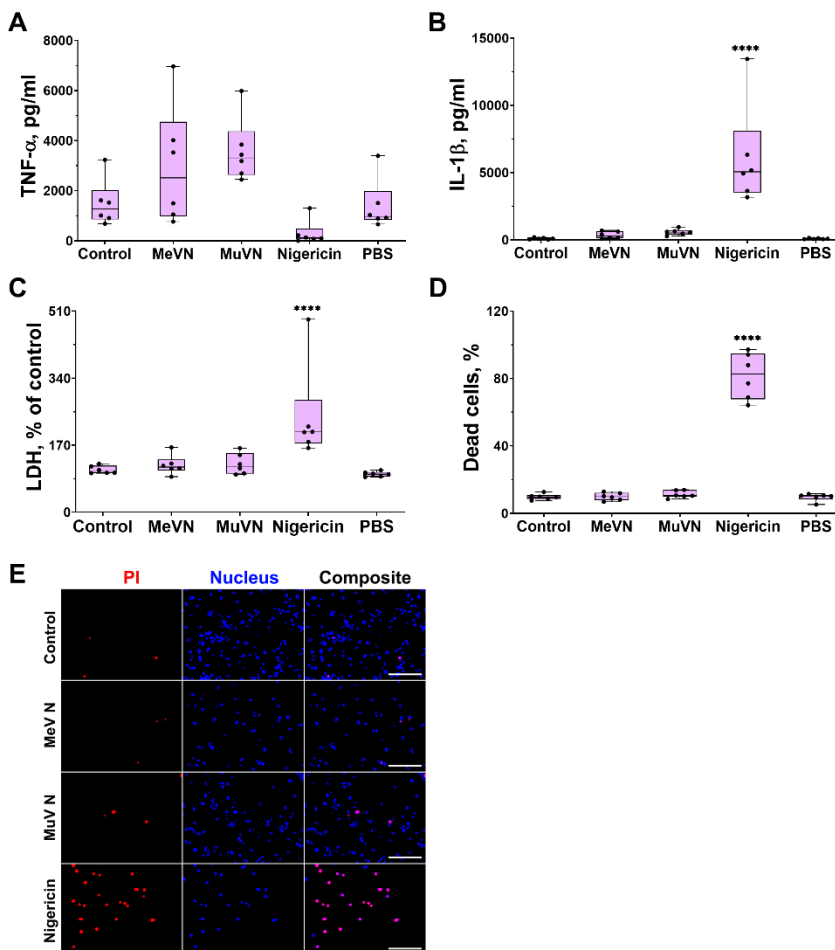 A
8000
6000
4000
2000
0
TNF-α, pg/ml
Control MeVN MuVN Nigericin PBS
B
15000
10000
5000
0
IL-1β, pg/ml
****
Control MeVN MuVN Nigericin PBS
C
510
340
170
0
LDH, % of control
****
Control MeVN MuVN Nigericin PBS
D
120
80
40
0
Dead cells, %
****
Control MeVN MuVN Nigericin PBS
E
PI Nucleus Composite
Control
MeV N
MuV N
Nigericin